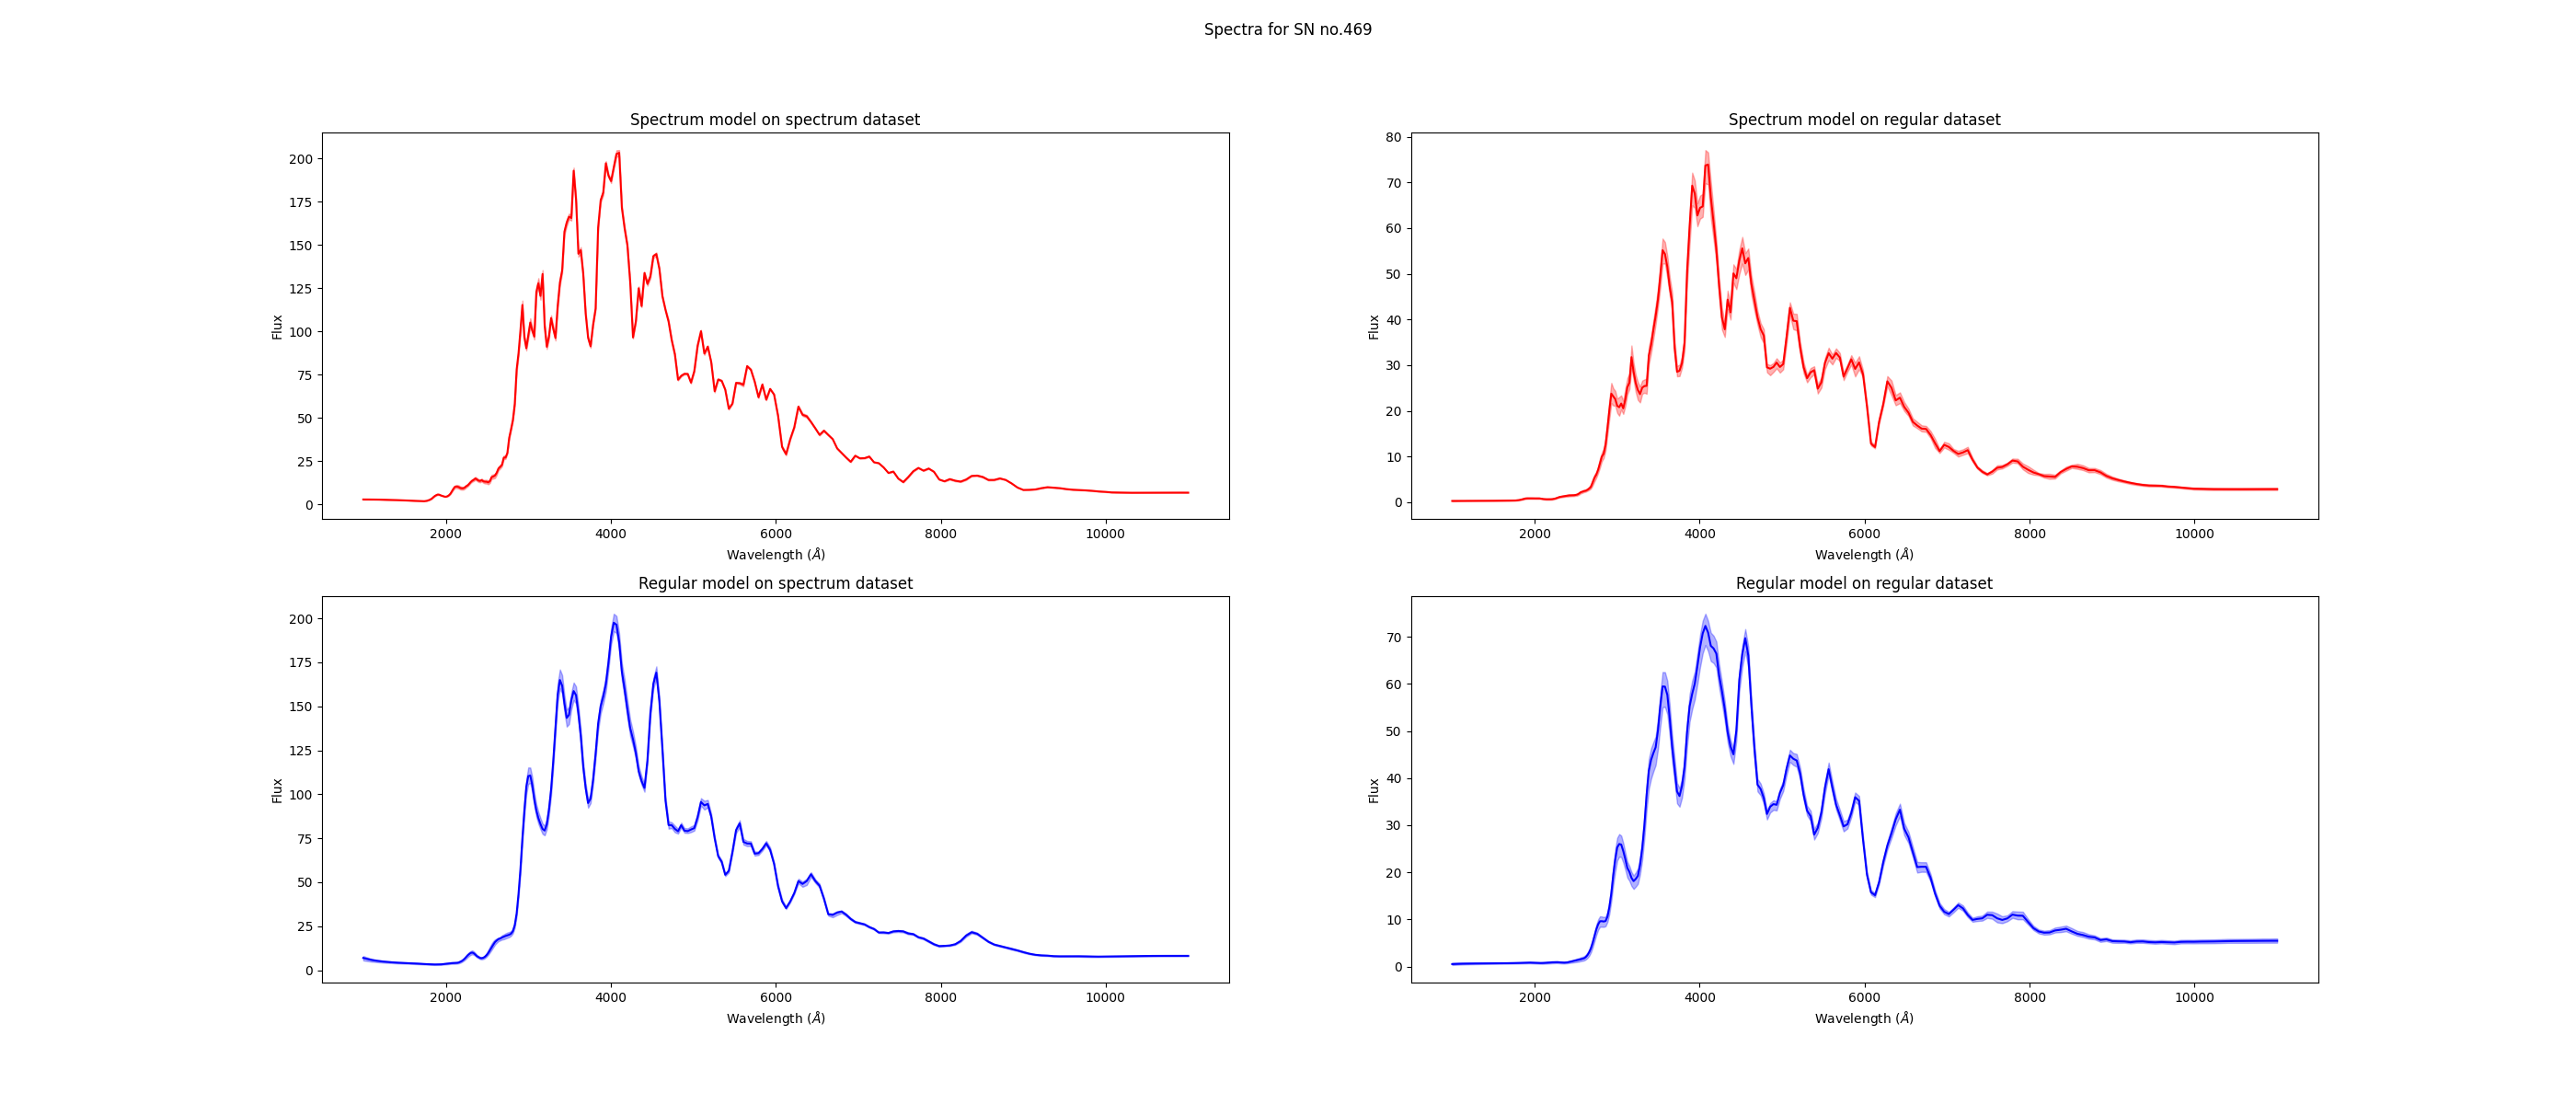 Spectra for SN no.469
Spectrum model on spectrum dataset
200
175
150
125
100
75
50
25
0
Flux
2000 4000 6000 8000 10000
Wavelength (Å)
Spectrum model on regular dataset
80
70
60
50
40
30
20
10
0
Flux
2000 4000 6000 8000 10000
Wavelength (Å)
Regular model on spectrum dataset
200
175
150
125
100
75
50
25
0
Flux
2000 4000 6000 8000 10000
Wavelength (Å)
Regular model on regular dataset
70
60
50
40
30
20
10
0
Flux
2000 4000 6000 8000 10000
Wavelength (Å)